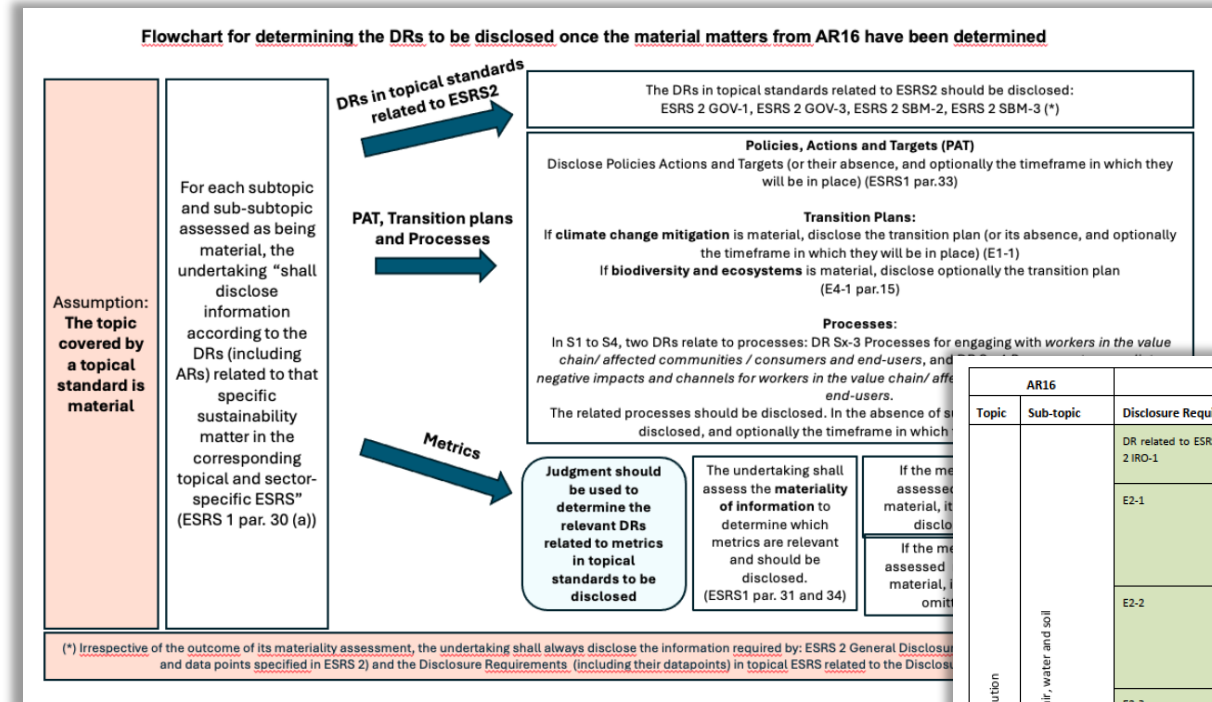 Flowchart for determining the DRs to be disclosed once the material matters from AR16 have been determined
Assumption:
The topic
covered by
a topical
standard is
material
For each subtopic
and sub-subtopic
assessed as being
material, the
undertaking “shall
disclose
information
according to the
DRs (including
ARs) related to that
specific
sustainability
matter in the
corresponding
topical and sector-
specific ESRS”
(ESRS 1 par. 30 (a))
DRs in topical standards
related to ESRS2
The DRs in topical standards related to ESRS2 should be disclosed:
ESRS 2 GOV-1, ESRS 2 GOV-3, ESRS 2 SBM-2, ESRS 2 SBM-3 (*)
PAT, Transition plans
and Processes
Policies, Actions and Targets (PAT)
Disclose Policies Actions and Targets (or their absence, and optionally the timeframe in which they
will be in place) (ESRS1 par.33)
Transition Plans:
If climate change mitigation is material, disclose the transition plan (or its absence, and optionally
the timeframe in which they will be in place) (E1-1)
If biodiversity and ecosystems is material, disclose optionally the transition plan
(E4-1 par.15)
Processes:
In S1 to S4, two DRs relate to processes: DR Sx-3 Processes for engaging with workers in the value
chain/ affected communities / consumers and end-users, and
negative impacts and channels for workers in the value chain/
end-users.
The related processes should be disclosed. In the absence of
disclosed, and optionally the timeframe in which
Metrics
Judgment should
be used to
determine the
relevant DRs
related to metrics
in topical
standards to be
disclosed
The undertaking shall
assess the materiality
of information to
determine which
metrics are relevant
and should be
disclosed.
(ESRS1 par. 31 and 34)
If the
assessed
material,
If the
assessed
material,
(*) Irrespective of the outcome of its materiality assessment, the undertaking shall always disclose the information required by: ESRS 2 General
and data points specified in ESRS 2) and the Disclosure Requirements (including their datapoints) in topical ESRS related to the
AR16
Topic
Sub-topic
Disclosure
DR related to
2 IRO-1
E2-1
E2-2
water and soil